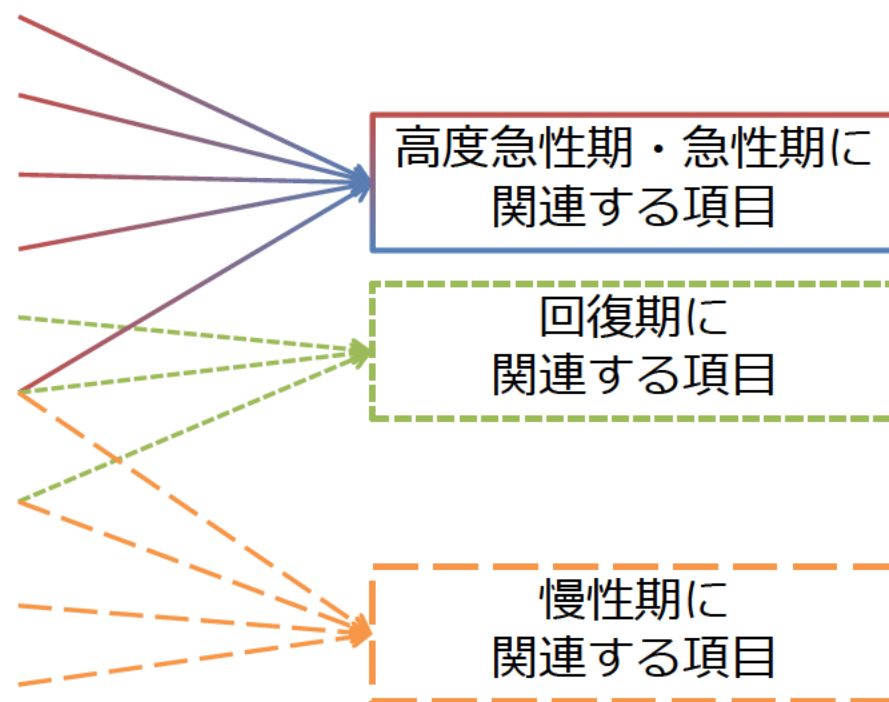 高度急性期・急性期に
関連する項目
回復期に
関連する項目
慢性期に
関連する項目